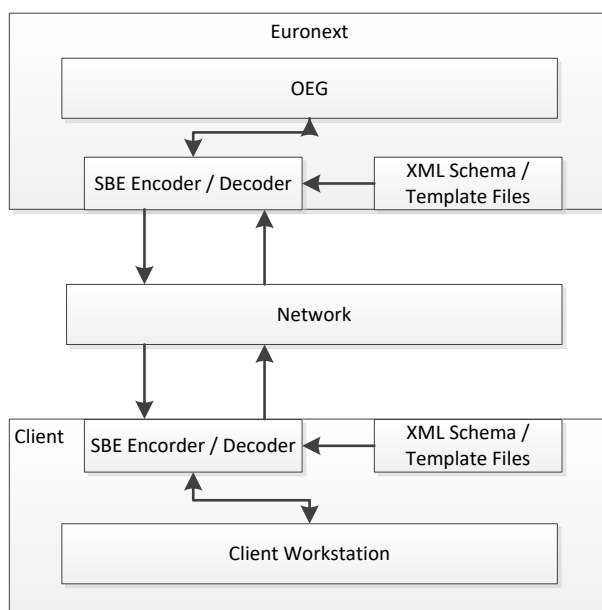 Euronext
OEG
SBE Encoder / Decoder
XML Schema /
Template Files
Network
Client
SBE Encorder / Decoder
XML Schema /
Template Files
Client Workstation